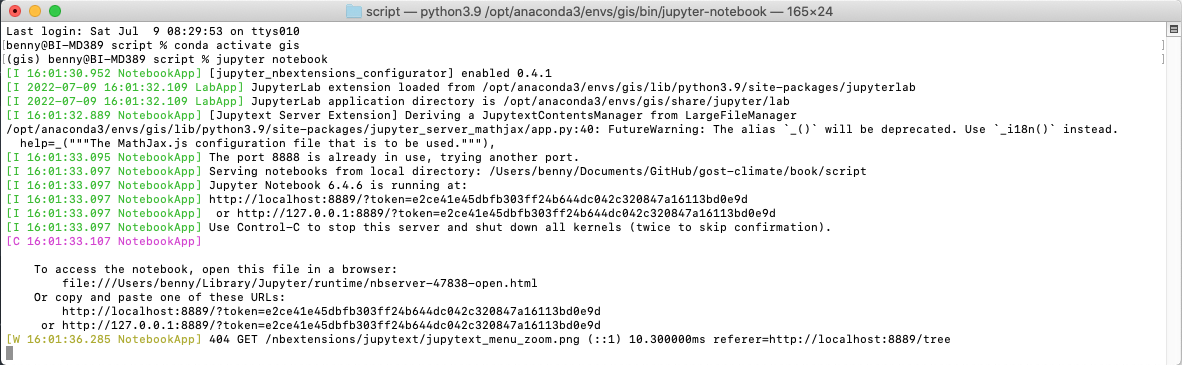 script — python3.9 /opt/anaconda3/envs/gis/bin/jupyter-notebook — 165×24
Last login: Sat Jul  9 08:29:53 on ttys010
[benny@BI-MD389 script % conda activate gis ]
[(gis) benny@BI-MD389 script % jupyter notebook ]
[I 16:01:30.952 NotebookApp] [jupyter_nbextensions_configurator] enabled 0.4.1
[I 2022-07-09 16:01:32.109 LabApp] JupyterLab extension loaded from /opt/anaconda3/envs/gis/lib/python3.9/site-packages/jupyterlab
[I 2022-07-09 16:01:32.109 LabApp] JupyterLab application directory is /opt/anaconda3/envs/gis/share/jupyter/lab
[I 16:01:32.889 NotebookApp] [Jupytext Server Extension] Deriving a JupytextContentsManager from LargeFileManager
/opt/anaconda3/envs/gis/lib/python3.9/site-packages/jupyter_server_mathjax/app.py:40: FutureWarning: The alias `_()` will be deprecated. Use `_i18n()` instead.
  help=_("""The MathJax.js configuration file that is to be used."""),
[I 16:01:33.095 NotebookApp] The port 8888 is already in use, trying another port.
[I 16:01:33.097 NotebookApp] Serving notebooks from local directory: /Users/benny/Documents/GitHub/gost-climate/book/script
[I 16:01:33.097 NotebookApp] Jupyter Notebook 6.4.6 is running at:
[I 16:01:33.097 NotebookApp] http://localhost:8889/?token=e2ce41e45dbfb303ff24b644dc042c320847a16113bd0e9d
[I 16:01:33.097 NotebookApp]  or http://127.0.0.1:8889/?token=e2ce41e45dbfb303ff24b644dc042c320847a16113bd0e9d
[I 16:01:33.097 NotebookApp] Use Control-C to stop this server and shut down all kernels (twice to skip confirmation).
[C 16:01:33.107 NotebookApp]
    To access the notebook, open this file in a browser:
        file:///Users/benny/Library/Jupyter/runtime/nbserver-47838-open.html
    Or copy and paste one of these URLs:
        http://localhost:8889/?token=e2ce41e45dbfb303ff24b644dc042c320847a16113bd0e9d
     or http://127.0.0.1:8889/?token=e2ce41e45dbfb303ff24b644dc042c320847a16113bd0e9d
[W 16:01:36.285 NotebookApp] 404 GET /nbextensions/jupytext/jupytext_menu_zoom.png (::1) 10.300000ms referer=http://localhost:8889/tree